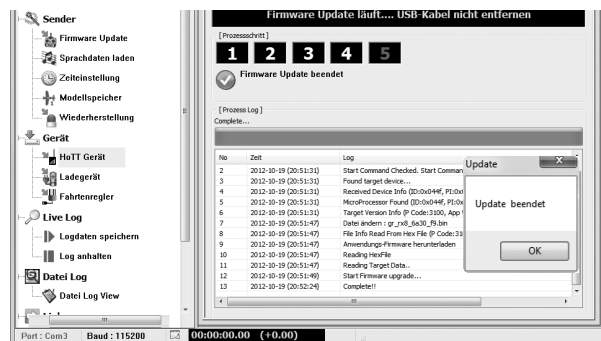 Sender
Firmware Update
Sprachdaten laden
Zeiteinstellung
Modellspeicher
Wiederherstellung
Gerät
HoTT Gerät
Ladegerät
Fahrtenregler
Live Log
Logdaten speichern
Log anhalten
Datei Log
Datei Log View
Port : Com3 Baud : 115200 00:00:00.00 (+0.00)
Firmware Update läuft.... USB-Kabel nicht entfernen
[ Prozessschritt ]
1 2 3 4 5
Firmware Update beendet
[ Prozess Log ]
Complete...
No Zeit Log
2 2012-10-19 (20:51:31) Start Command Checked. Start Comman
3 2012-10-19 (20:51:31) Found target device...
4 2012-10-19 (20:51:31) Received Device Info (ID:0x044f, PI:0x
5 2012-10-19 (20:51:31) MicroProcessor Found (ID:0x044f, PI:0x
6 2012-10-19 (20:51:31) Target Version Info (P Code:3100, App
7 2012-10-19 (20:51:47) Datei ändern : gr_rx8_6a30_f9.bin
8 2012-10-19 (20:51:47) File Info Read From Hex File (P Code:31
9 2012-10-19 (20:51:47) Anwendungs-Firmware herunterladen
10 2012-10-19 (20:51:47) Reading HexFile
11 2012-10-19 (20:51:47) Reading Target Data..
12 2012-10-19 (20:51:49) Start Firmware upgrade...
13 2012-10-19 (20:52:24) Complete!!
Update
Update beendet
OK